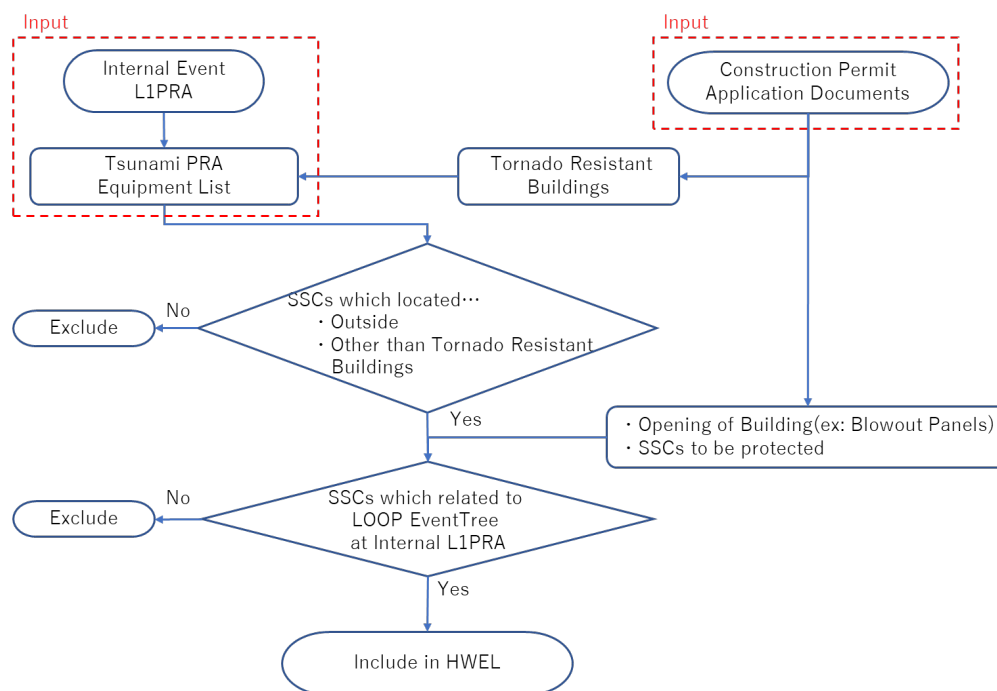 Input
Input
Internal Event
L1PRA
Construction Permit
Application Documents
Tsunami PRA
Equipment List
Tornado Resistant
Buildings
SSCs which located…
・Outside
・Other than Tornado Resistant
Buildings
No
Exclude
Yes
・Opening of Building(ex: Blowout Panels)
・SSCs to be protected
SSCs which related to
LOOP EventTree
at Internal L1PRA
No
Exclude
Yes
Include in HWEL